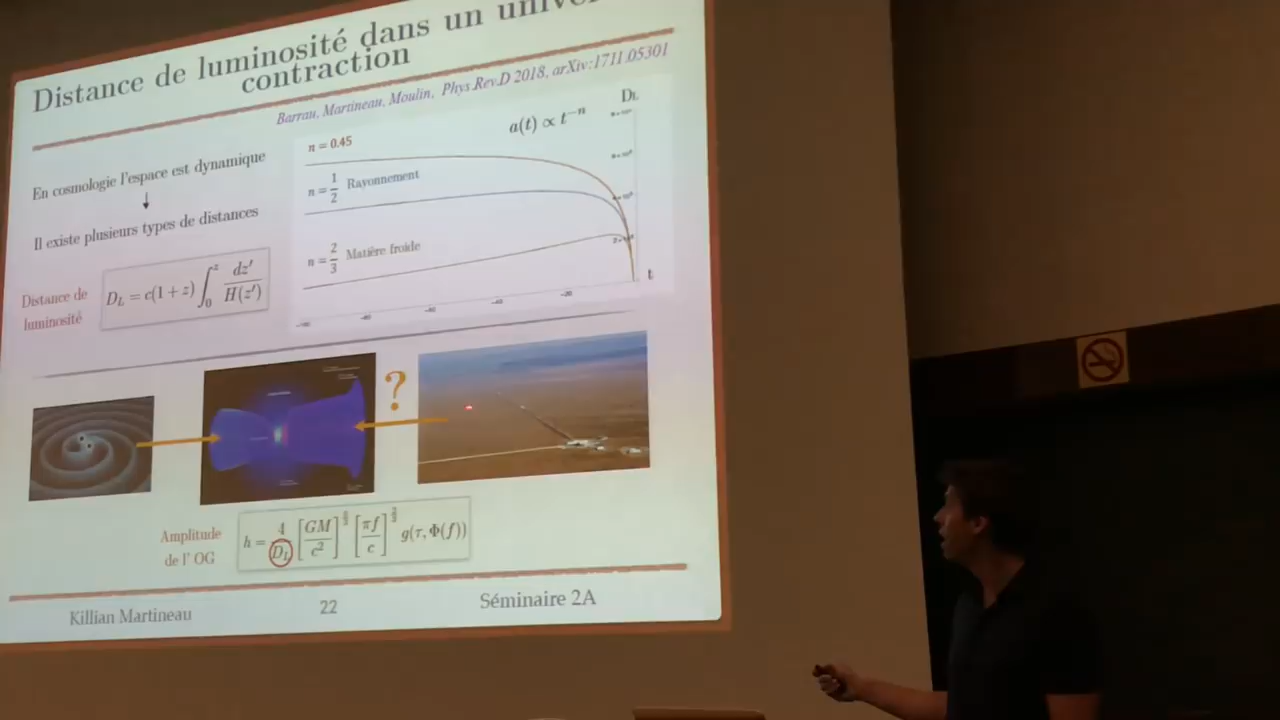 Distance de luminosité dans un
contraction
Barrau, Martineau, Moulin, Phys.Rev.D 2018, arXiv:1711.05301
En cosmologie l'espace est dynamique
↓
Il existe plusieurs types de distances
Distance de
luminosité
D_L = c(1+z) ∫_0^z dz'/H(z')
D_L
a(t) ∝ t^{-n}
n = 0.45
n = 1/2 Rayonnement
n = 2/3 Matière froide
t
?
Amplitude
de l' OG
h = 4/D_L [GM/c^2]^{5/3} [πf/c]^{2/3} g(τ, Φ(f))
Killian Martineau
22
Séminaire 2A